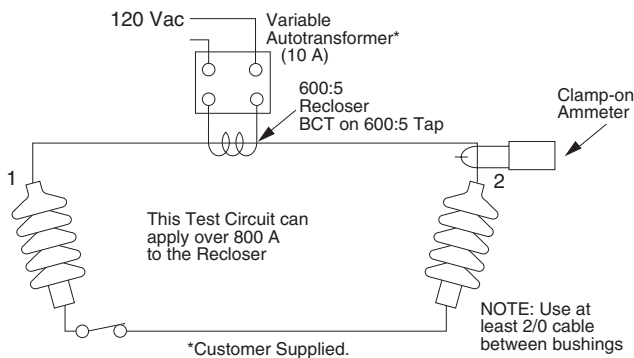 120 Vac
Variable
Autotransformer*
(10 A)
600:5
Recloser
BCT on 600:5 Tap
Clamp-on
Ammeter
1
2
This Test Circuit can
apply over 800 A
to the Recloser
NOTE: Use at
least 2/0 cable
between bushings
*Customer Supplied.